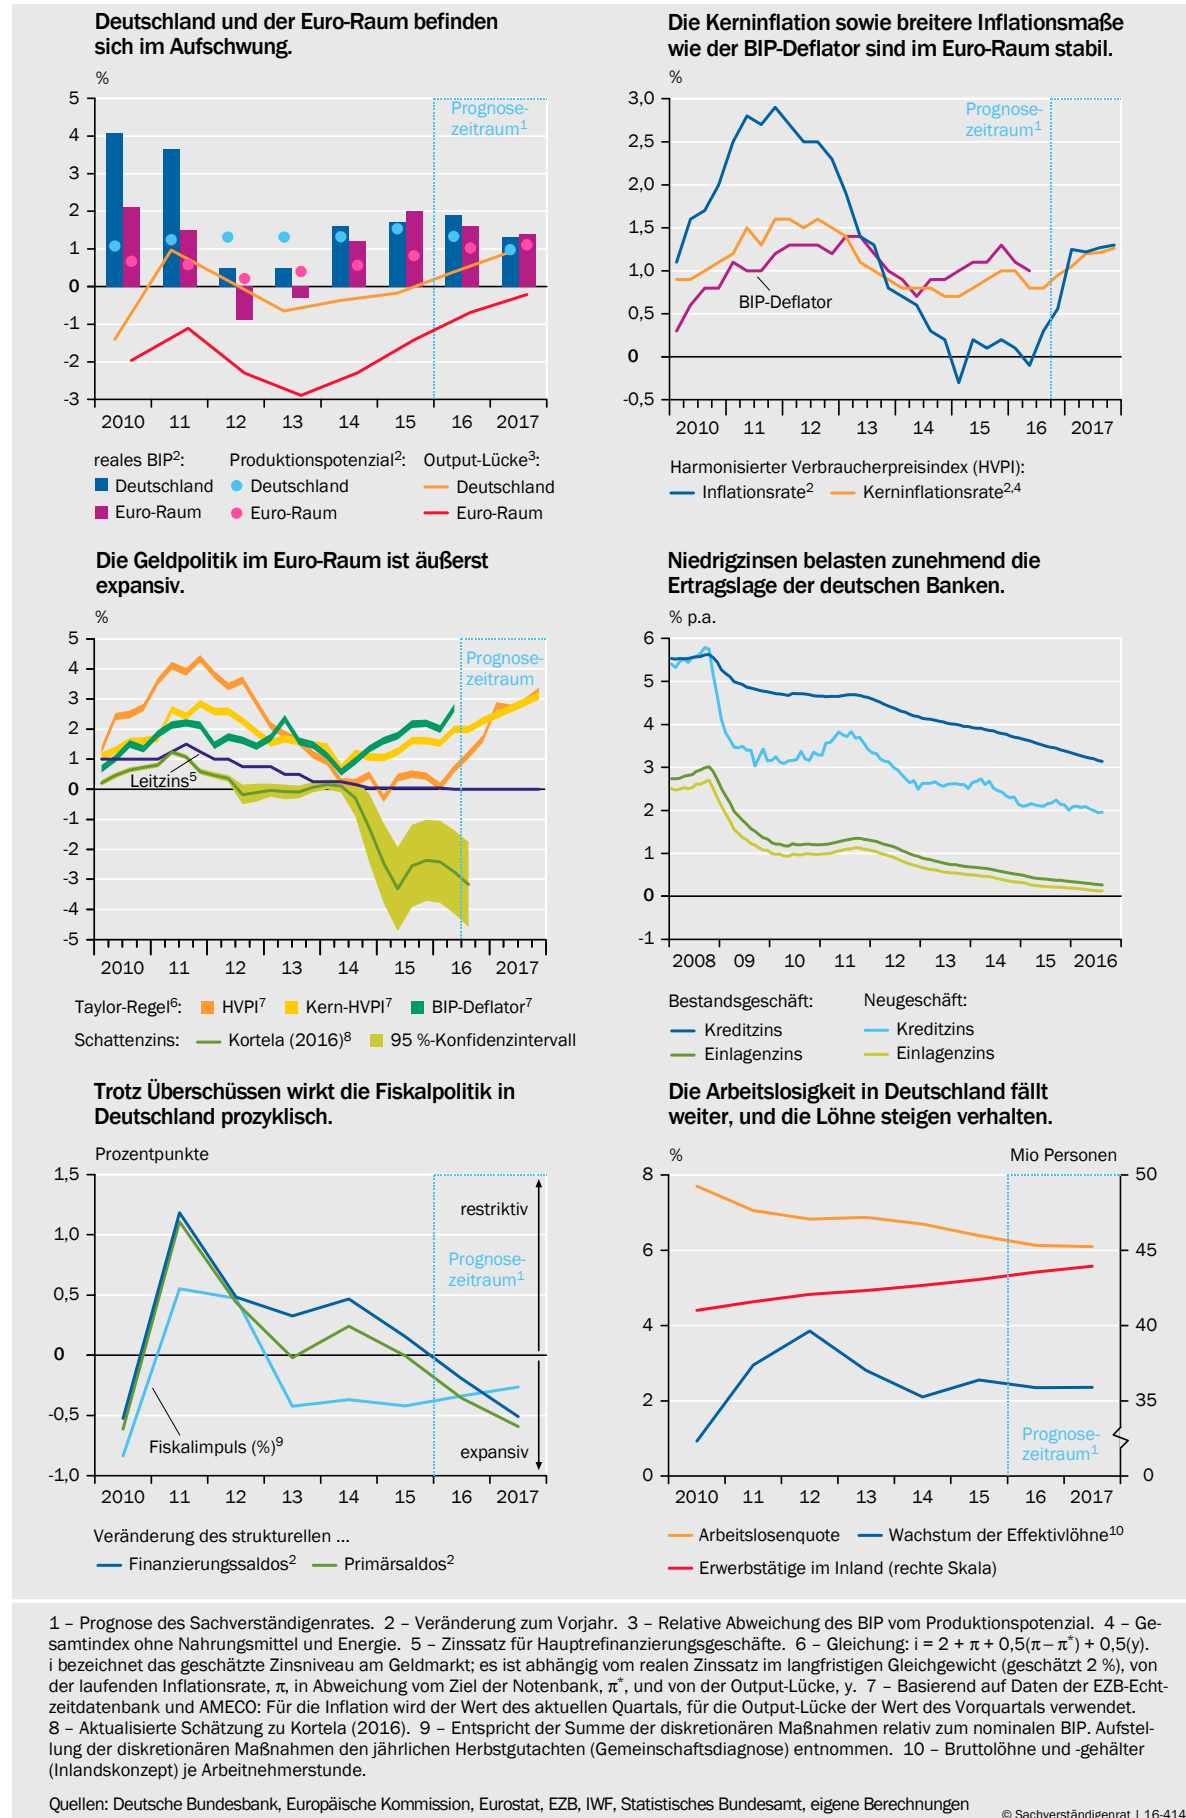 Deutschland und der Euro-Raum befinden
sich im Aufschwung.
%
5
4
3
2
1
0
-1
-2
-3
Prognose-
zeitraum¹
2010 11 12 13 14 15 16 2017
reales BIP²: Produktionspotenzial²: Output-Lücke³:
Deutschland Deutschland Deutschland
Euro-Raum Euro-Raum Euro-Raum
Die Kerninflation sowie breitere Inflationsmaße
wie der BIP-Deflator sind im Euro-Raum stabil.
%
3,0
2,5
2,0
1,5
1,0
0,5
0
-0,5
Prognose-
zeitraum¹
BIP-Deflator
2010 11 12 13 14 15 16 2017
Harmonisierter Verbraucherpreisindex (HVPI):
Inflationsrate² Kerninflationsrate²,⁴
Die Geldpolitik im Euro-Raum ist äußerst
expansiv.
%
5
4
3
2
1
0
-1
-2
-3
-4
-5
Prognose-
zeitraum
Leitzins⁵
2010 11 12 13 14 15 16 2017
Taylor-Regel⁶: HVPI⁷ Kern-HVPI⁷ BIP-Deflator⁷
Schattenzins: Kortela (2016)⁸ 95 %-Konfidenzintervall
Niedrigzinsen belasten zunehmend die
Ertragslage der deutschen Banken.
% p.a.
6
5
4
3
2
1
0
-1
2008 09 10 11 12 13 14 15 2016
Bestandsgeschäft: Neugeschäft:
Kreditzins Kreditzins
Einlagenzins Einlagenzins
Trotz Überschüssen wirkt die Fiskalpolitik in
Deutschland prozyklisch.
Prozentpunkte
1,5
1,0
0,5
0
-0,5
-1,0
restriktiv
Prognose-
zeitraum¹
Fiskalimpuls (%)⁹
expansiv
2010 11 12 13 14 15 16 2017
Veränderung des strukturellen ...
Finanzierungssaldos² Primärsaldos²
Die Arbeitslosigkeit in Deutschland fällt
weiter, und die Löhne steigen verhalten.
% Mio Personen
8 50
6 45
4 40
2 35
Prognose-
zeitraum¹
0 0
2010 11 12 13 14 15 16 2017
Arbeitslosenquote Wachstum der Effektivlöhne¹⁰
Erwerbstätige im Inland (rechte Skala)
1 – Prognose des Sachverständigenrates. 2 – Veränderung zum Vorjahr. 3 – Relative Abweichung des BIP vom Produktionspotenzial. 4 – Ge-
samtindex ohne Nahrungsmittel und Energie. 5 – Zinssatz für Hauptrefinanzierungsgeschäfte. 6 – Gleichung: i = 2 + π + 0,5(π – π*) + 0,5(y).
i bezeichnet das geschätzte Zinsniveau am Geldmarkt; es ist abhängig vom realen Zinssatz im langfristigen Gleichgewicht (geschätzt 2 %), von
der laufenden Inflationsrate, π, in Abweichung vom Ziel der Notenbank, π*, und von der Output-Lücke, y. 7 – Basierend auf Daten der EZB-Echt-
zeitdatenbank und AMECO: Für die Inflation wird der Wert des aktuellen Quartals, für die Output-Lücke der Wert des Vorquartals verwendet.
8 – Aktualisierte Schätzung zu Kortela (2016). 9 – Entspricht der Summe der diskretionären Maßnahmen relativ zum nominalen BIP. Aufstel-
lung der diskretionären Maßnahmen den jährlichen Herbstgutachten (Gemeinschaftsdiagnose) entnommen. 10 – Bruttolöhne und -gehälter
(Inlandskonzept) je Arbeitnehmerstunde.
Quellen: Deutsche Bundesbank, Europäische Kommission, Eurostat, EZB, IWF, Statistisches Bundesamt, eigene Berechnungen
© Sachverständigenrat | 16-414